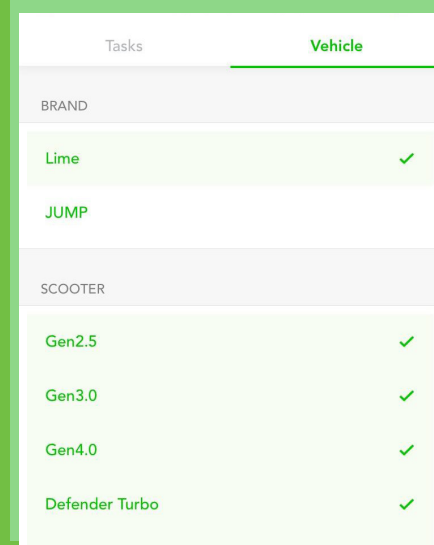 Tasks Vehicle
BRAND
Lime
JUMP
SCOOTER
Gen2.5
Gen3.0
Gen4.0
Defender Turbo